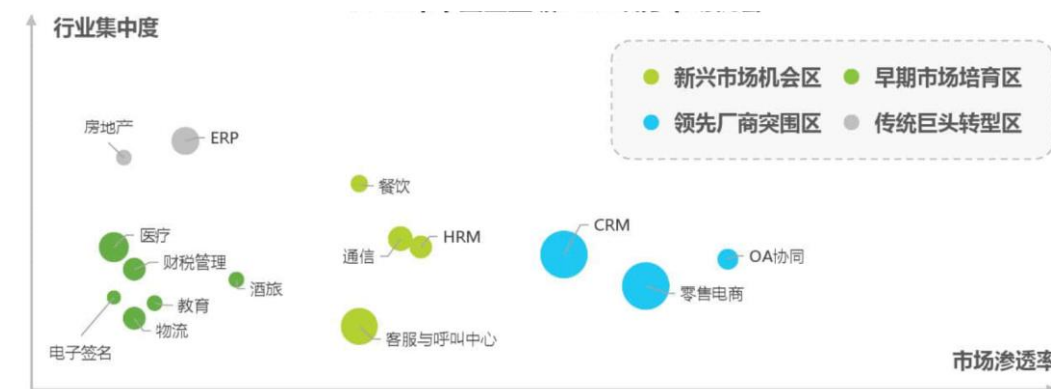 行业集中度
新兴市场机会区
早期市场培育区
领先厂商突围区
传统巨头转型区
房地产
ERP
餐饮
医疗
通信
HRM
CRM
OA协同
财税管理
酒旅
零售电商
教育
物流
电子签名
客服与呼叫中心
市场渗透率